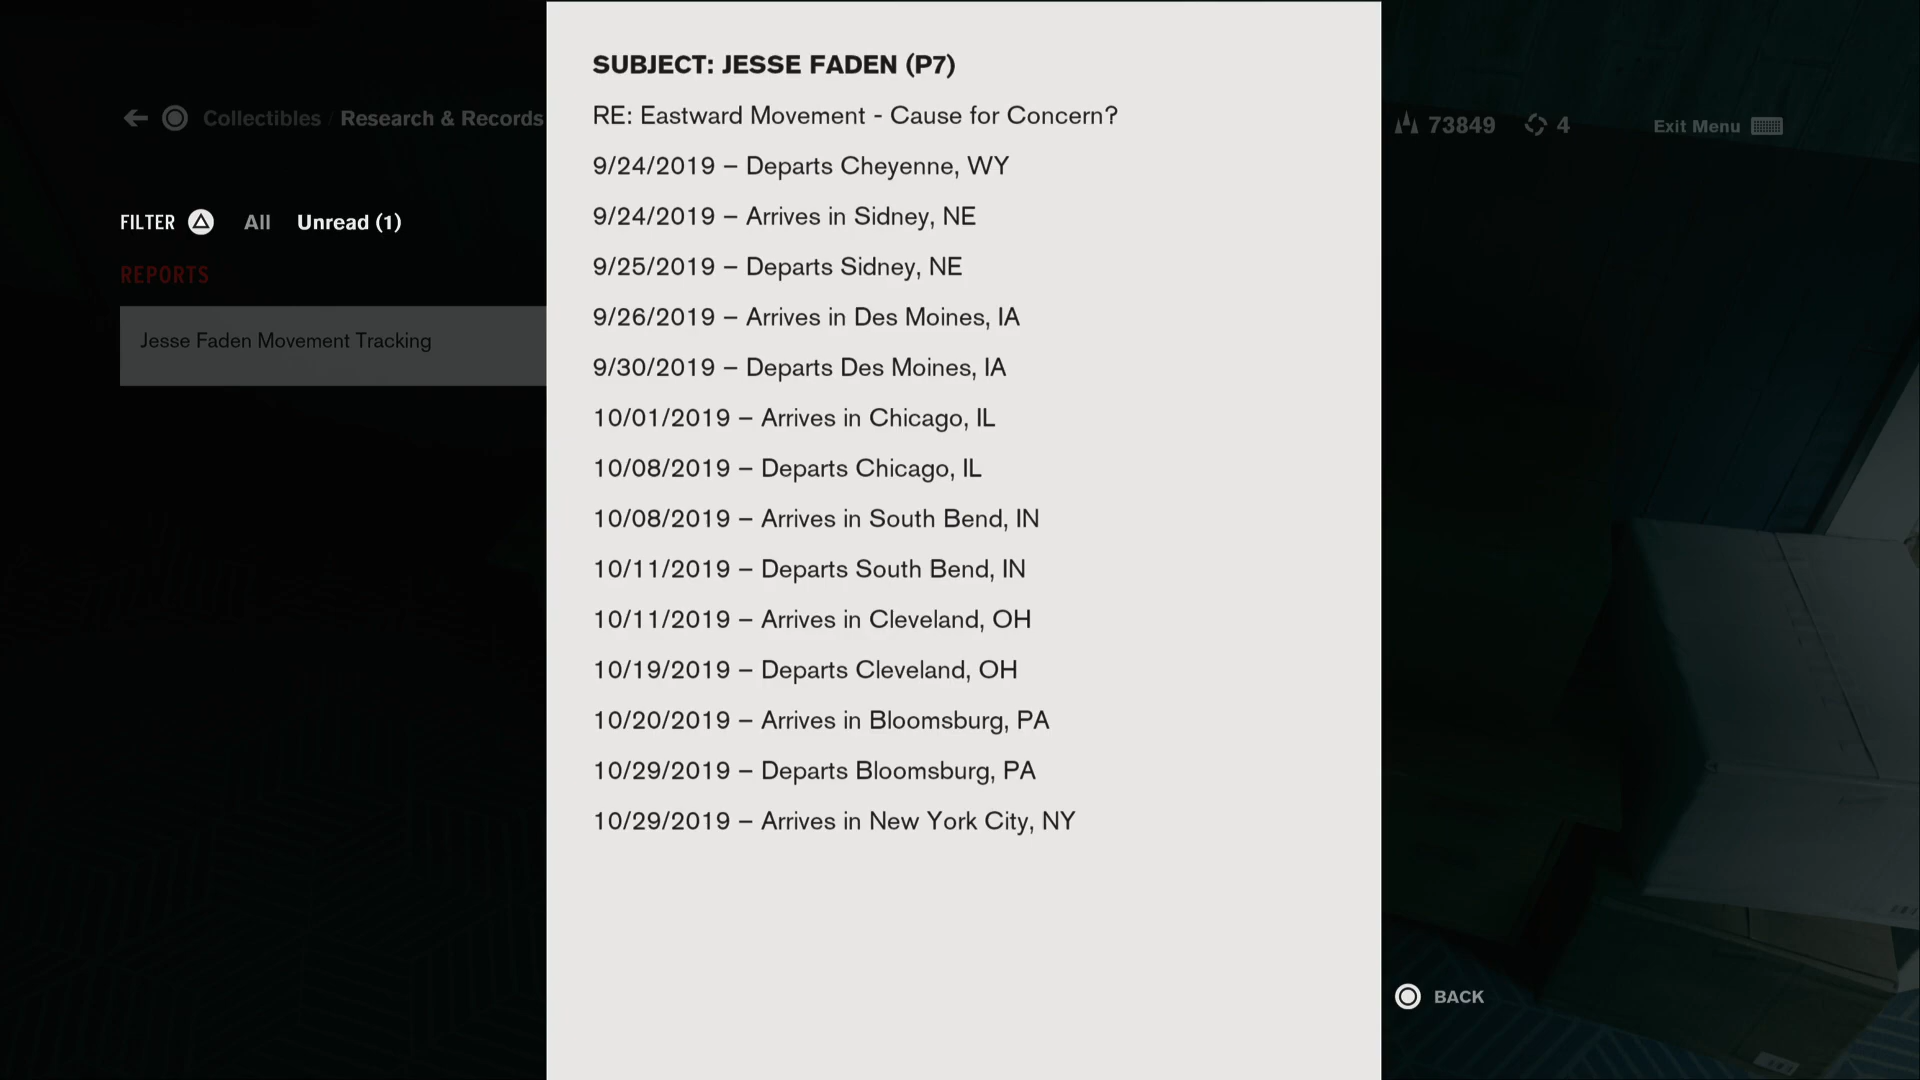 SUBJECT: JESSE FADEN (P7)
RE: Eastward Movement - Cause for Concern?
Collectibles / Research & Records
73849
4
Exit Menu
9/24/2019 – Departs Cheyenne, WY
9/24/2019 – Arrives in Sidney, NE
FILTER All Unread (1)
9/25/2019 – Departs Sidney, NE
REPORTS
9/26/2019 – Arrives in Des Moines, IA
Jesse Faden Movement Tracking
9/30/2019 – Departs Des Moines, IA
10/01/2019 – Arrives in Chicago, IL
10/08/2019 – Departs Chicago, IL
10/08/2019 – Arrives in South Bend, IN
10/11/2019 – Departs South Bend, IN
10/11/2019 – Arrives in Cleveland, OH
10/19/2019 – Departs Cleveland, OH
10/20/2019 – Arrives in Bloomsburg, PA
10/29/2019 – Departs Bloomsburg, PA
10/29/2019 – Arrives in New York City, NY
BACK